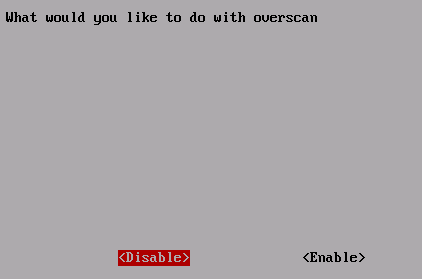 What would you like to do with overscan
<Disable> <Enable>